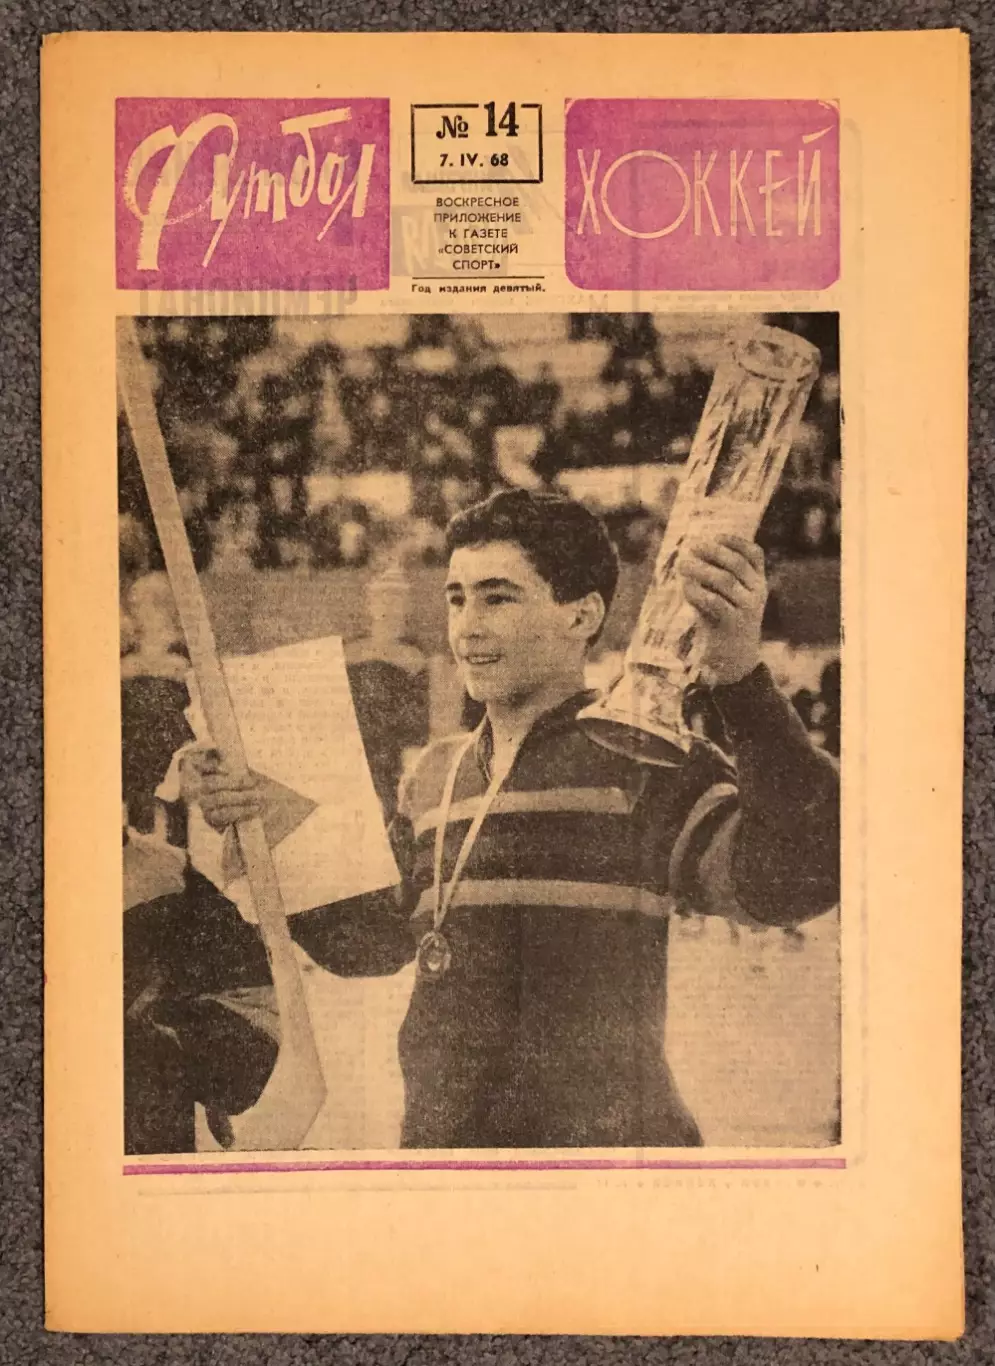 Футбол
№ 14
7. IV. 68
ВОСКРЕСНОЕ
ПРИЛОЖЕНИЕ
К ГАЗЕТЕ
«СОВЕТСКИЙ
СПОРТ»
Год издания девятый.
ХОККЕЙ